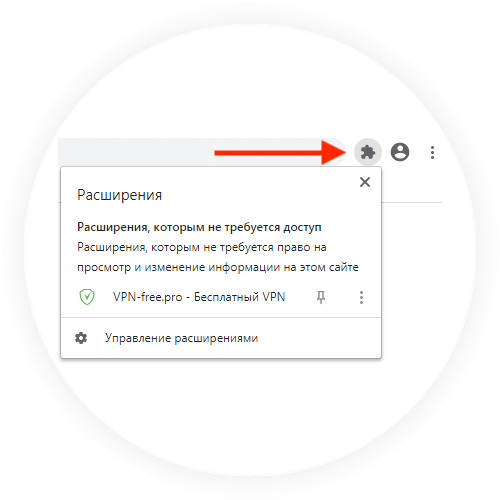 Расширения
Расширения, которым не требуется доступ
Расширения, которым не требуется право на
просмотр и изменение информации на этом сайте
VPN-free.pro - Бесплатный VPN
Управление расширениями